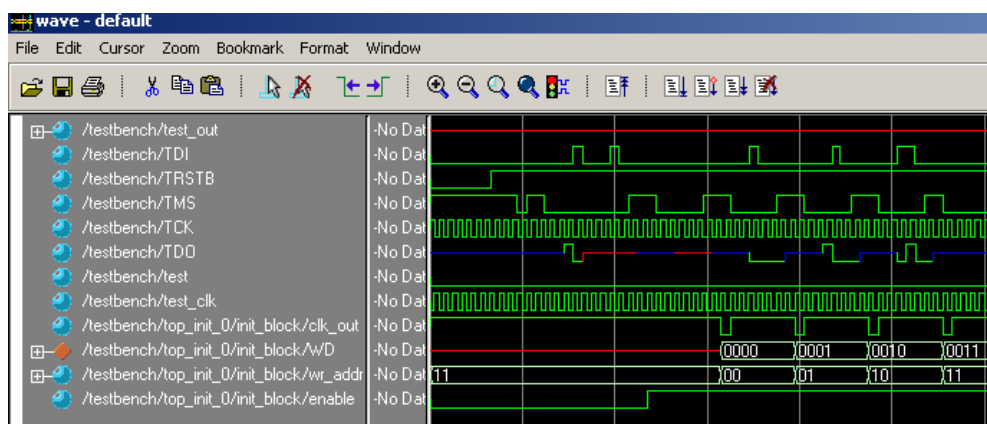 wave - default
File Edit Cursor Zoom Bookmark Format Window
/testbench/test_out -No Dat
/testbench/TDI -No Dat
/testbench/TRSTB -No Dat
/testbench/TMS -No Dat
/testbench/TCK -No Dat
/testbench/TDO -No Dat
/testbench/test -No Dat
/testbench/test_clk -No Dat
/testbench/top_init_0/init_block/clk_out -No Dat
/testbench/top_init_0/init_block/WD -No Dat 0000 0001 0010 0011
/testbench/top_init_0/init_block/wr_addr -No Dat 11 00 01 10 11
/testbench/top_init_0/init_block/enable -No Dat